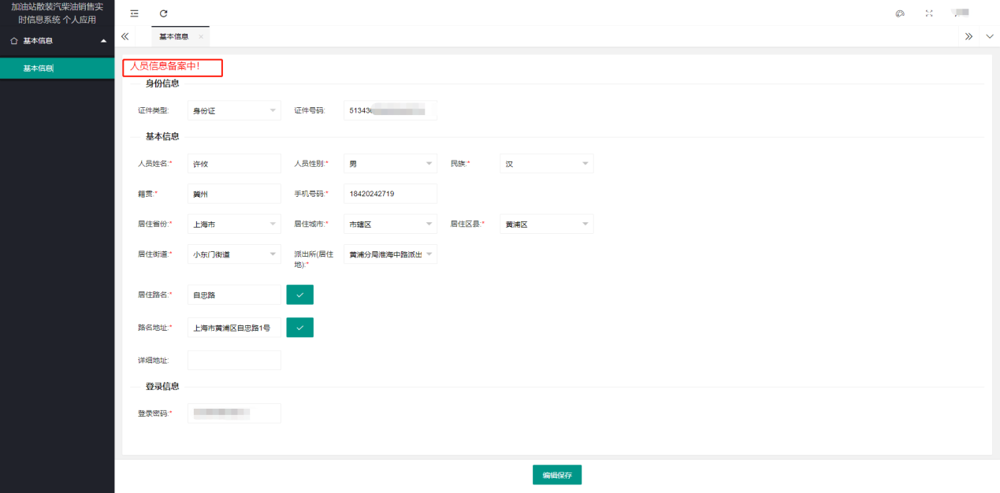 加油站散装汽柴油销售实
时信息系统 个人应用
基本信息
基本信息
基本信息
人员信息备案中!
身份信息
证件类型: 身份证 证件号码: 51343
基本信息
人员姓名:* 许攸 人员性别:* 男 民族:* 汉
籍贯:* 冀州 手机号码:* 18420242719
居住省份:* 上海市 居住城市:* 市辖区 居住区县:* 黄浦区
居住街道:* 小东门街道 派出所(居住地):* 黄浦分局淮海中路派出
居住路名:* 自忠路
路名地址:* 上海市黄浦区自忠路1号
详细地址:
登录信息
登录密码:*
编辑保存